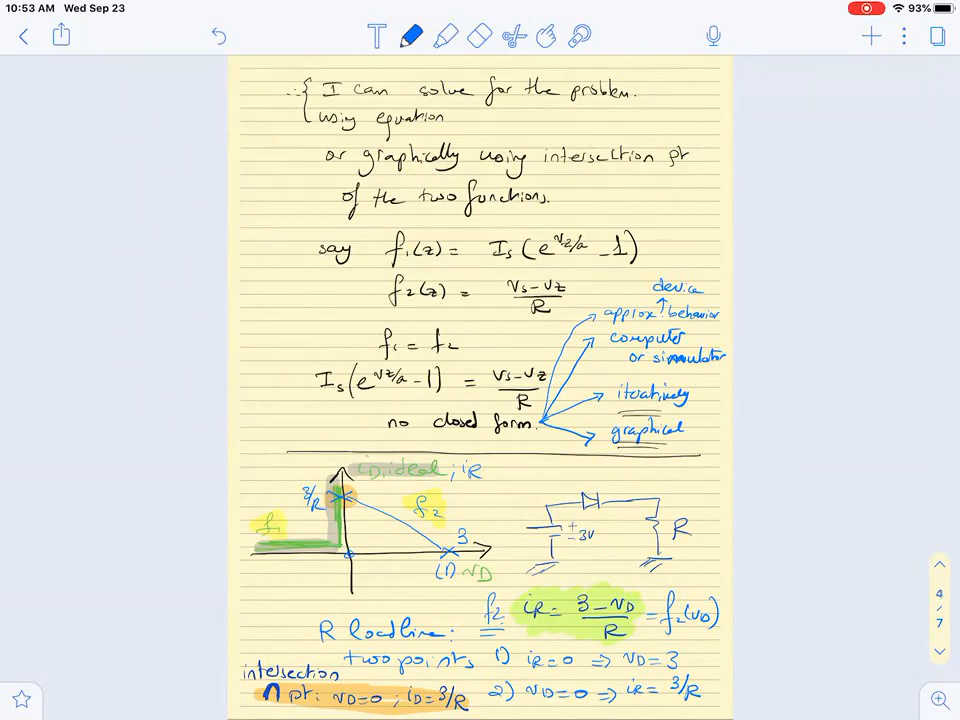 10:53 AM Wed Sep 23
93%
T
∴ { I can solve for the problem.
using equation
or graphically using intersection pt
of the two functions.
say f₁(z) = Is (e^Vz/a - 1)
f₂(z) = Vs-Vz / R
f₁ = f₂
Is (e^Vz/a - 1) = Vs-Vz / R
no closed form.
device
approx. behavior
computer
or simulator
iteratively
graphical
iD,ideal ; iR
3/R
f₁
f₂
3
(1) VD
+
- 3V
R
R loadline: f₂ iR = 3-VD / R = f₂(VD)
two points 1) iR=0 ⇒ VD=3
2) VD=0 ⇒ iR = 3/R
intersection
pt: VD=0 ; iD=3/R
4
/
7